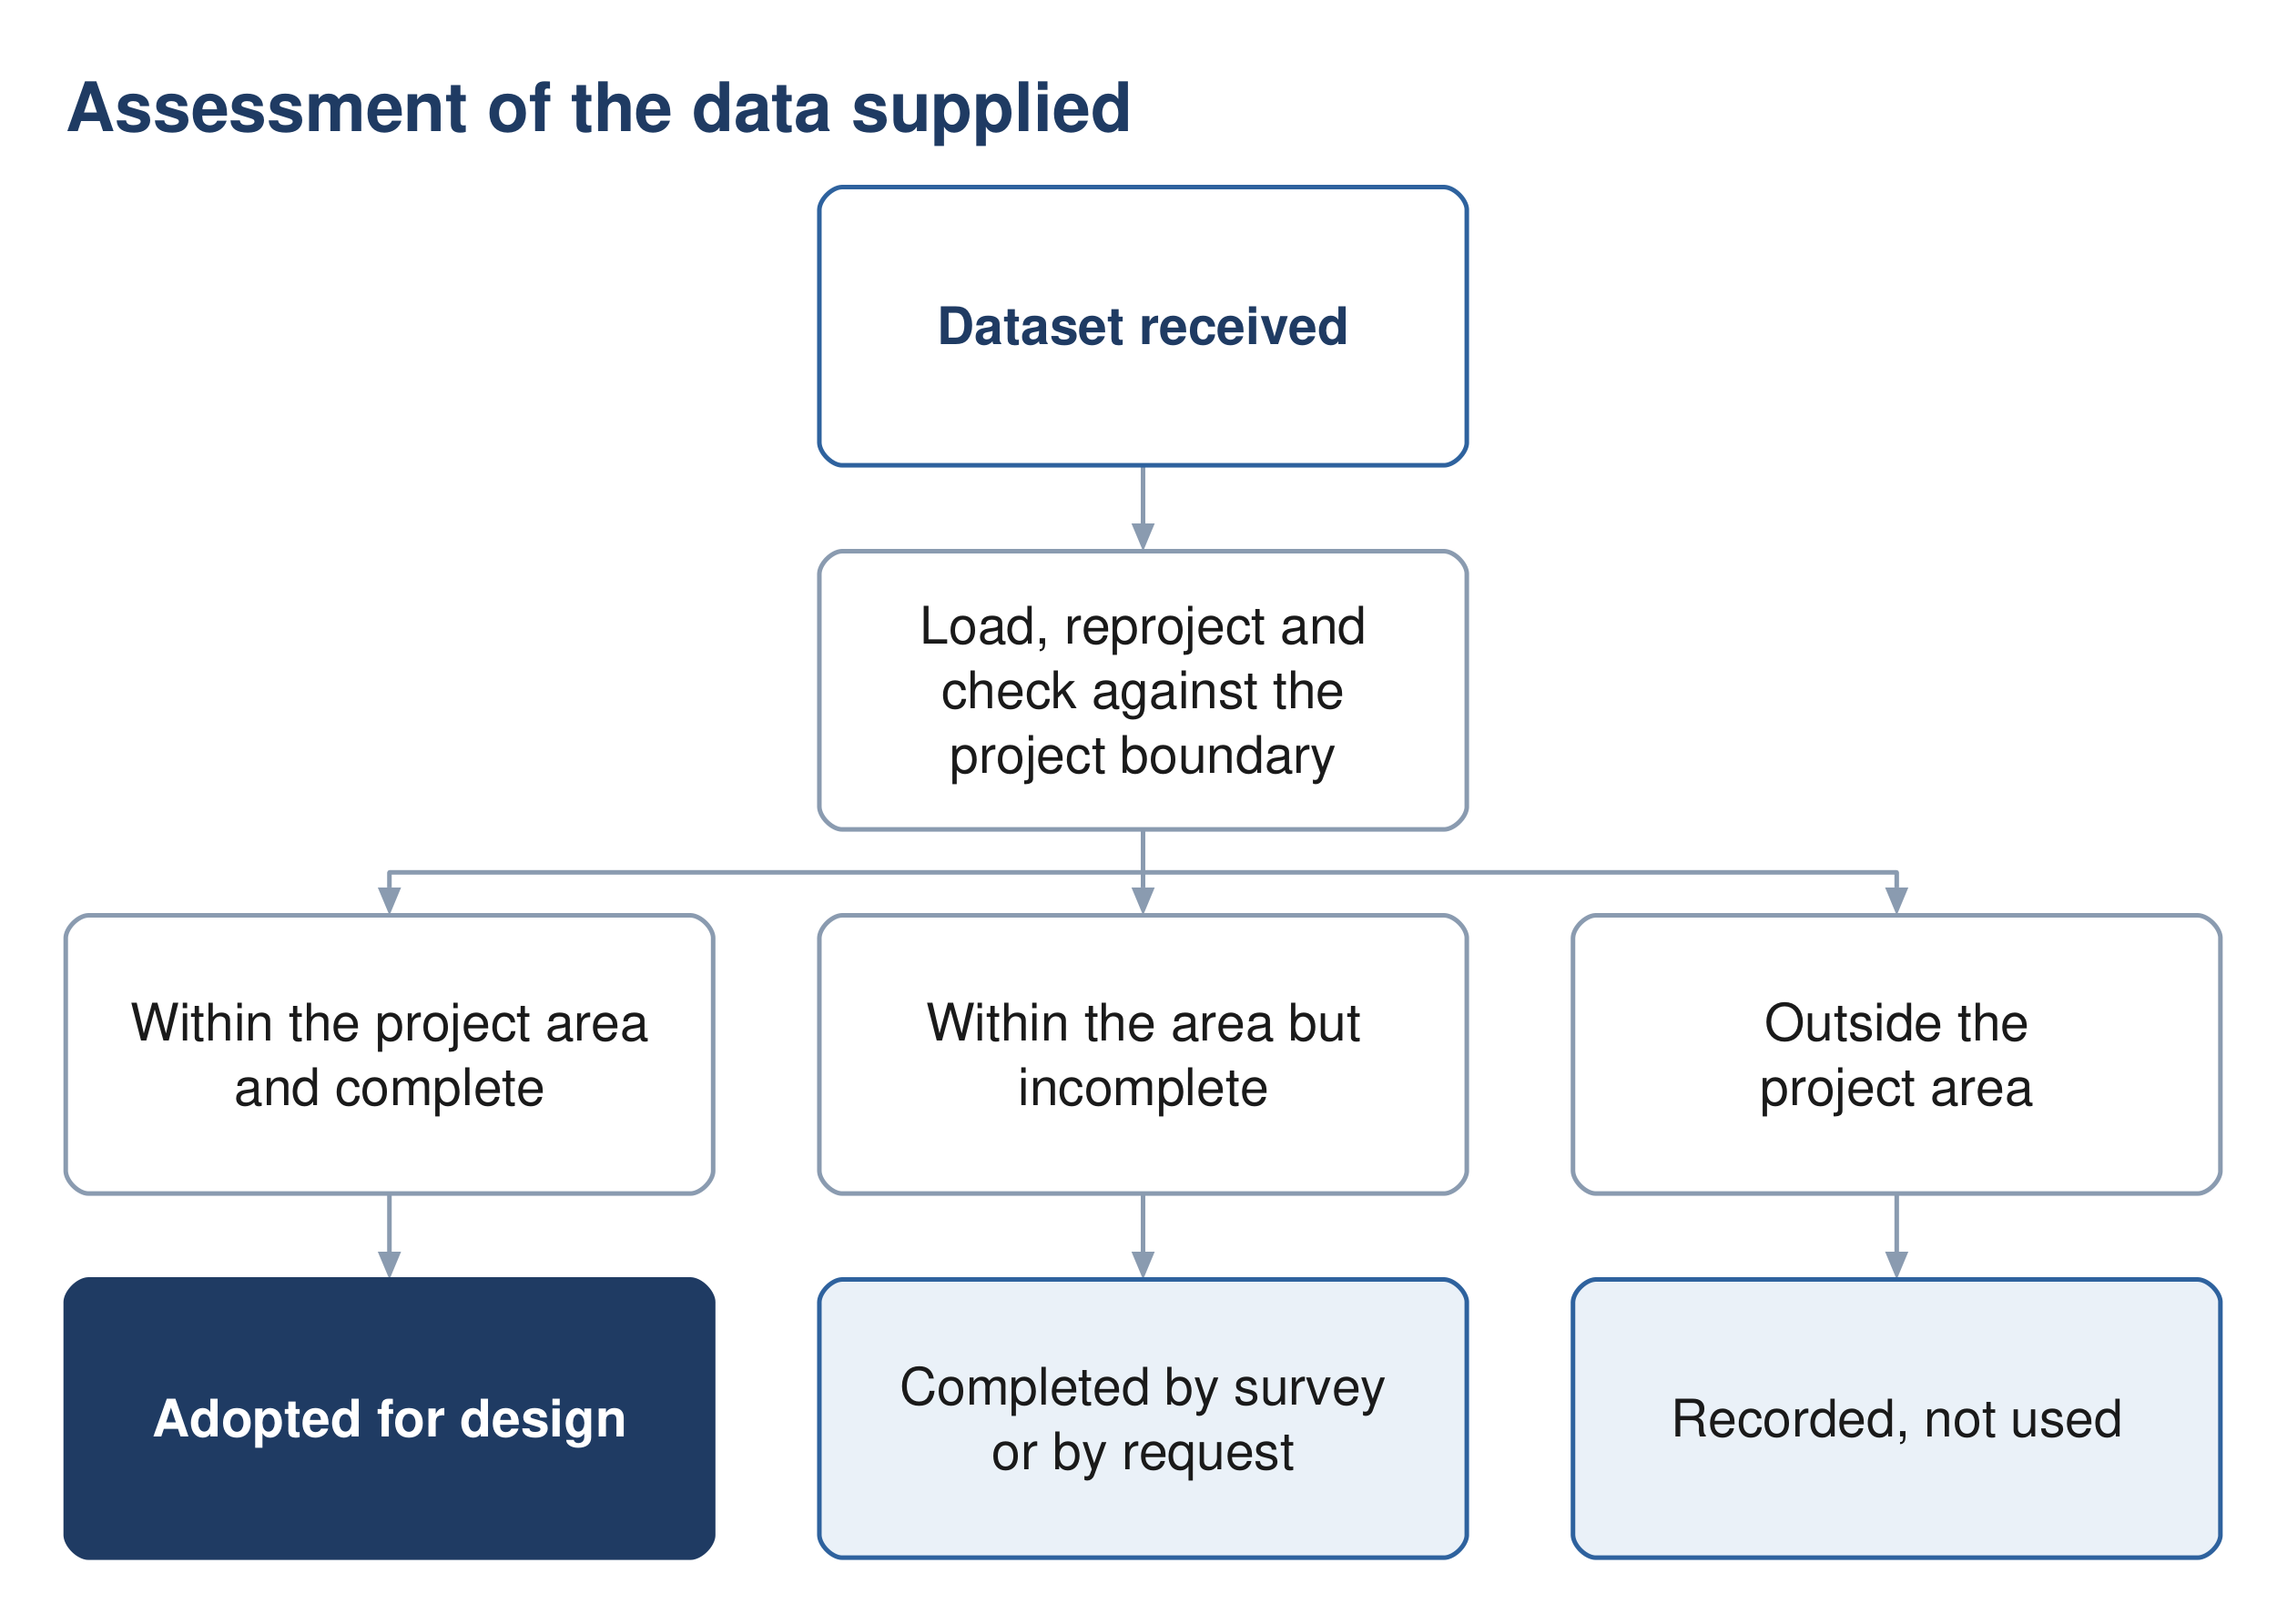 Assessment of the data supplied
Dataset received
Load, reproject and
check against the
project boundary
Within the project area
and complete
Within the area but
incomplete
Outside the
project area
Adopted for design
Completed by survey
or by request
Recorded, not used